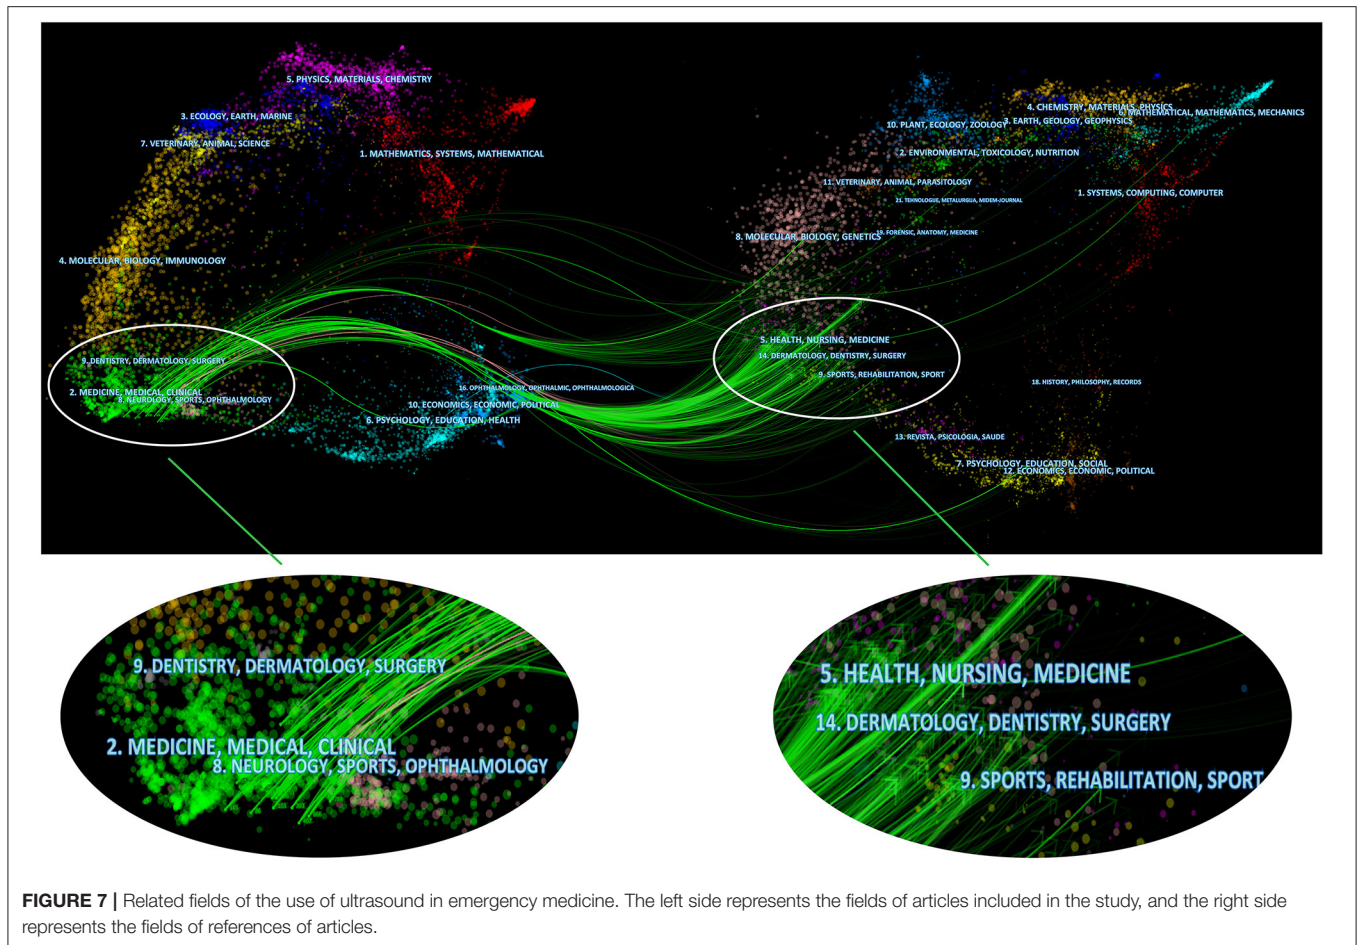 5. PHYSICS, MATERIALS, CHEMISTRY
3. ECOLOGY, EARTH, MARINE
7. VETERINARY, ANIMAL, SCIENCE
1. MATHEMATICS, SYSTEMS, MATHEMATICAL
4. MOLECULAR, BIOLOGY, IMMUNOLOGY
9. DENTISTRY, DERMATOLOGY, SURGERY
2. MEDICINE, MEDICAL, CLINICAL
8. NEUROLOGY, SPORTS, OPHTHALMOLOGY
16. OPHTHALMOLOGY, OPHTHALMIC, OPHTHALMOLOGICA
10. ECONOMICS, ECONOMIC, POLITICAL
6. PSYCHOLOGY, EDUCATION, HEALTH
4. CHEMISTRY, MATERIALS, PHYSICS
6. MATHEMATICAL, MATHEMATICS, MECHANICS
3. EARTH, GEOLOGY, GEOPHYSICS
10. PLANT, ECOLOGY, ZOOLOGY
2. ENVIRONMENTAL, TOXICOLOGY, NUTRITION
11. VETERINARY, ANIMAL, PARASITOLOGY
1. SYSTEMS, COMPUTING, COMPUTER
21. TEHNOLOGIJE, METALURGIJA, MIDEM-JOURNAL
19. FORENSIC, ANATOMY, MEDICINE
8. MOLECULAR, BIOLOGY, GENETICS
5. HEALTH, NURSING, MEDICINE
14. DERMATOLOGY, DENTISTRY, SURGERY
9. SPORTS, REHABILITATION, SPORT
18. HISTORY, PHILOSOPHY, RECORDS
13. REVISTA, PSICOLOGIA, SAUDE
7. PSYCHOLOGY, EDUCATION, SOCIAL
12. ECONOMICS, ECONOMIC, POLITICAL
9. DENTISTRY, DERMATOLOGY, SURGERY
2. MEDICINE, MEDICAL, CLINICAL
8. NEUROLOGY, SPORTS, OPHTHALMOLOGY
5. HEALTH, NURSING, MEDICINE
14. DERMATOLOGY, DENTISTRY, SURGERY
9. SPORTS, REHABILITATION, SPORT
FIGURE 7 | Related fields of the use of ultrasound in emergency medicine. The left side represents the fields of articles included in the study, and the right side
represents the fields of references of articles.